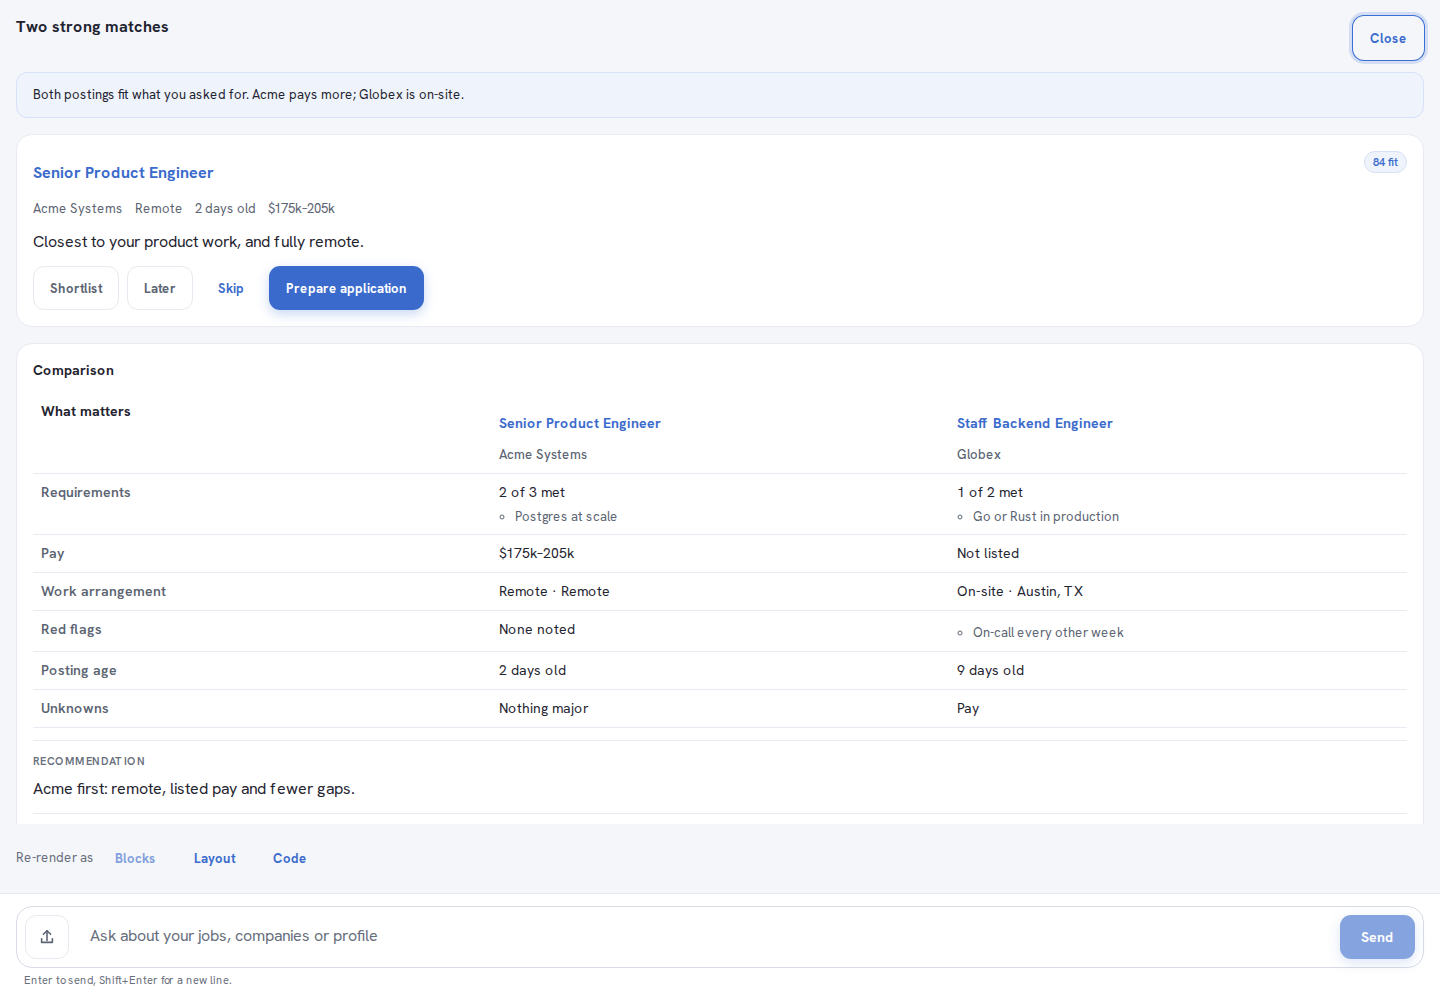 Two strong matches
Close
Both postings fit what you asked for. Acme pays more; Globex is on-site.
Senior Product Engineer
84 fit
Acme Systems Remote 2 days old $175k–205k
Closest to your product work, and fully remote.
Shortlist Later Skip Prepare application
Comparison
What matters Senior Product Engineer Staff Backend Engineer
Acme Systems Globex
Requirements 2 of 3 met 1 of 2 met
Postgres at scale Go or Rust in production
Pay $175k–205k Not listed
Work arrangement Remote · Remote On-site · Austin, TX
Red flags None noted On-call every other week
Posting age 2 days old 9 days old
Unknowns Nothing major Pay
RECOMMENDATION
Acme first: remote, listed pay and fewer gaps.
Re-render as Blocks Layout Code
Ask about your jobs, companies or profile Send
Enter to send, Shift+Enter for a new line.